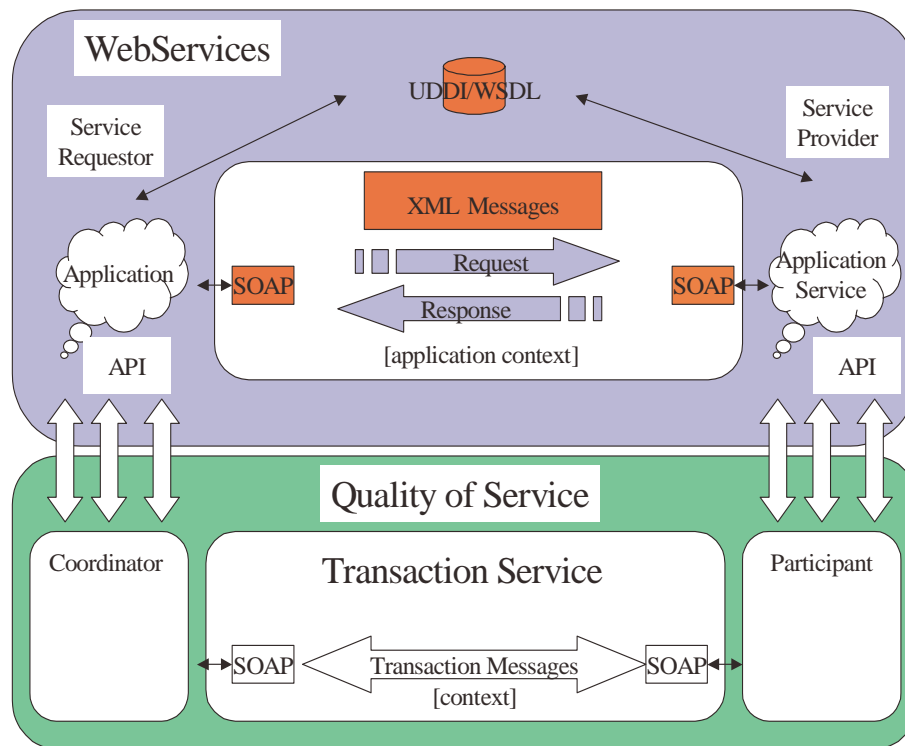 WebServices
UDDI/WSDL
Service
Requestor
Service
Provider
XML Messages
Application
SOAP
Request
SOAP
Application
Service
Response
[application context]
API
API
Quality of Service
Coordinator
Transaction Service
Participant
SOAP
Transaction Messages
SOAP
[context]